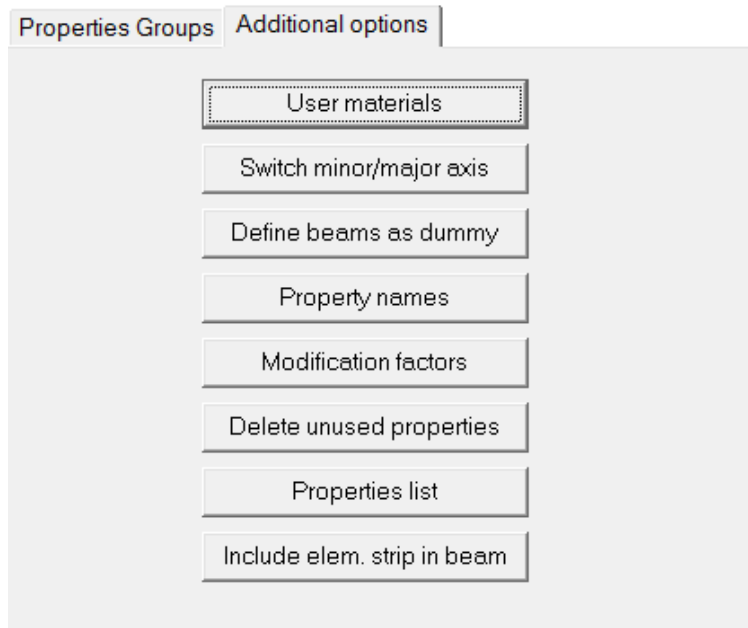 Properties Groups Additional options
User materials
Switch minor/major axis
Define beams as dummy
Property names
Modification factors
Delete unused properties
Properties list
Include elem. strip in beam